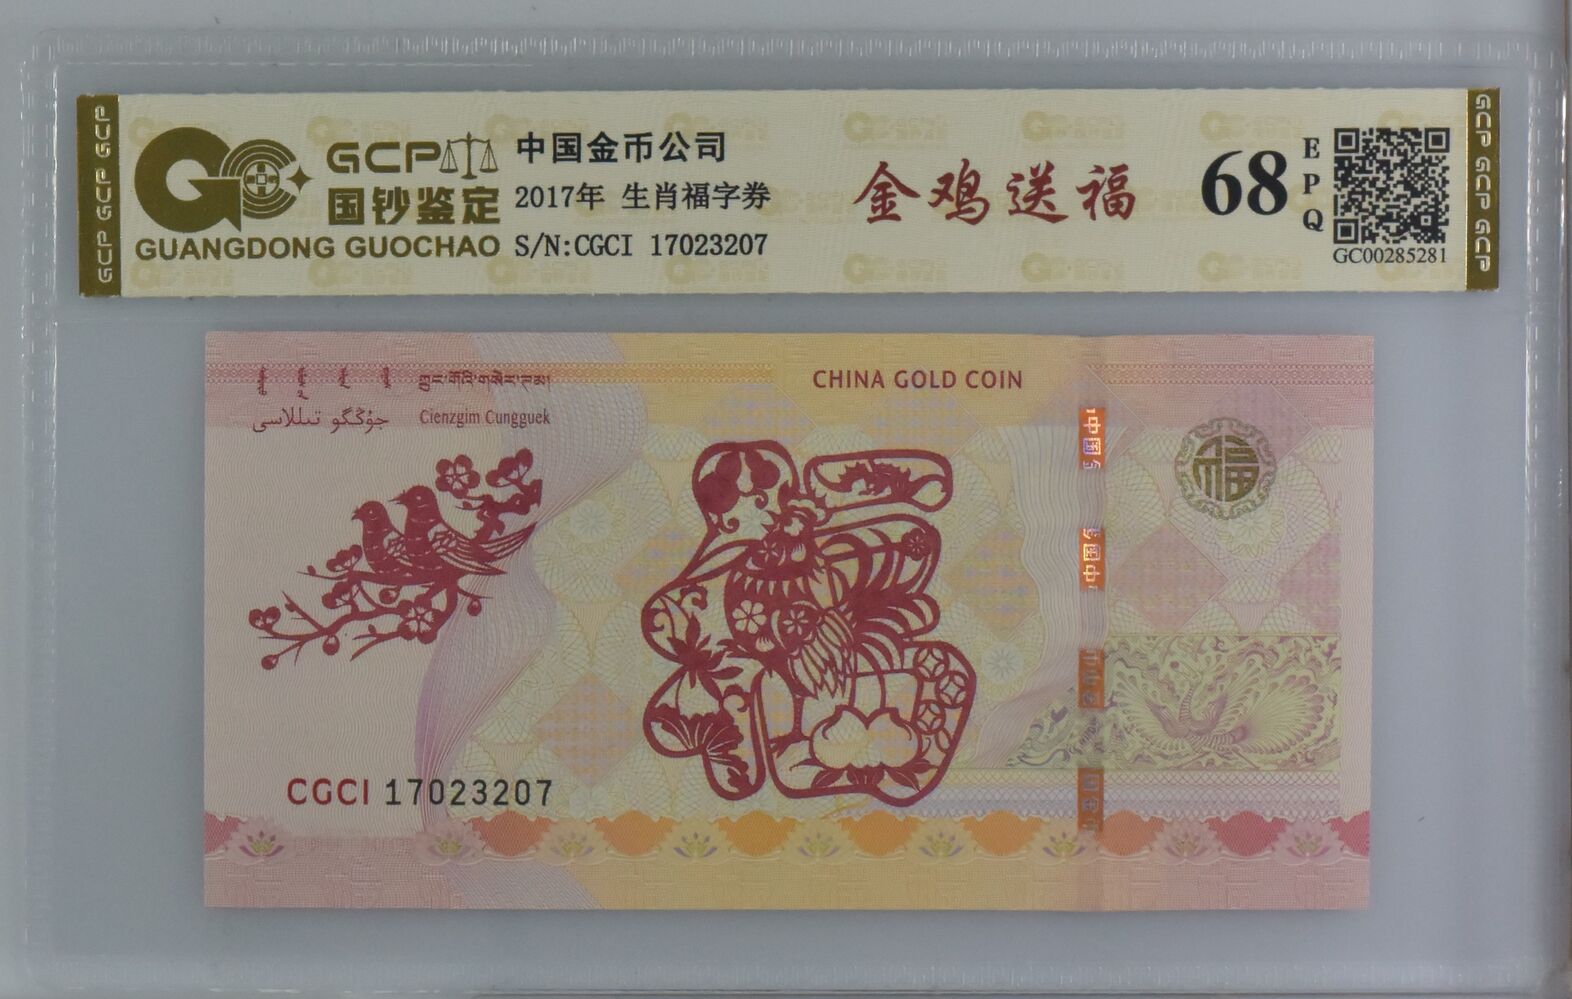 GCP GCP GCP
GCP
国钞鉴定
GUANGDONG GUOCHAO
中国金币公司
2017年 生肖福字券
S/N:CGCI 17023207
金鸡送福
68
EPQ
GC00285281
GCP GCP GCP GCP
CHINA GOLD COIN
جۇڭگو تىللاسى
Cienzgim Cungguek
福
CGCI 17023207